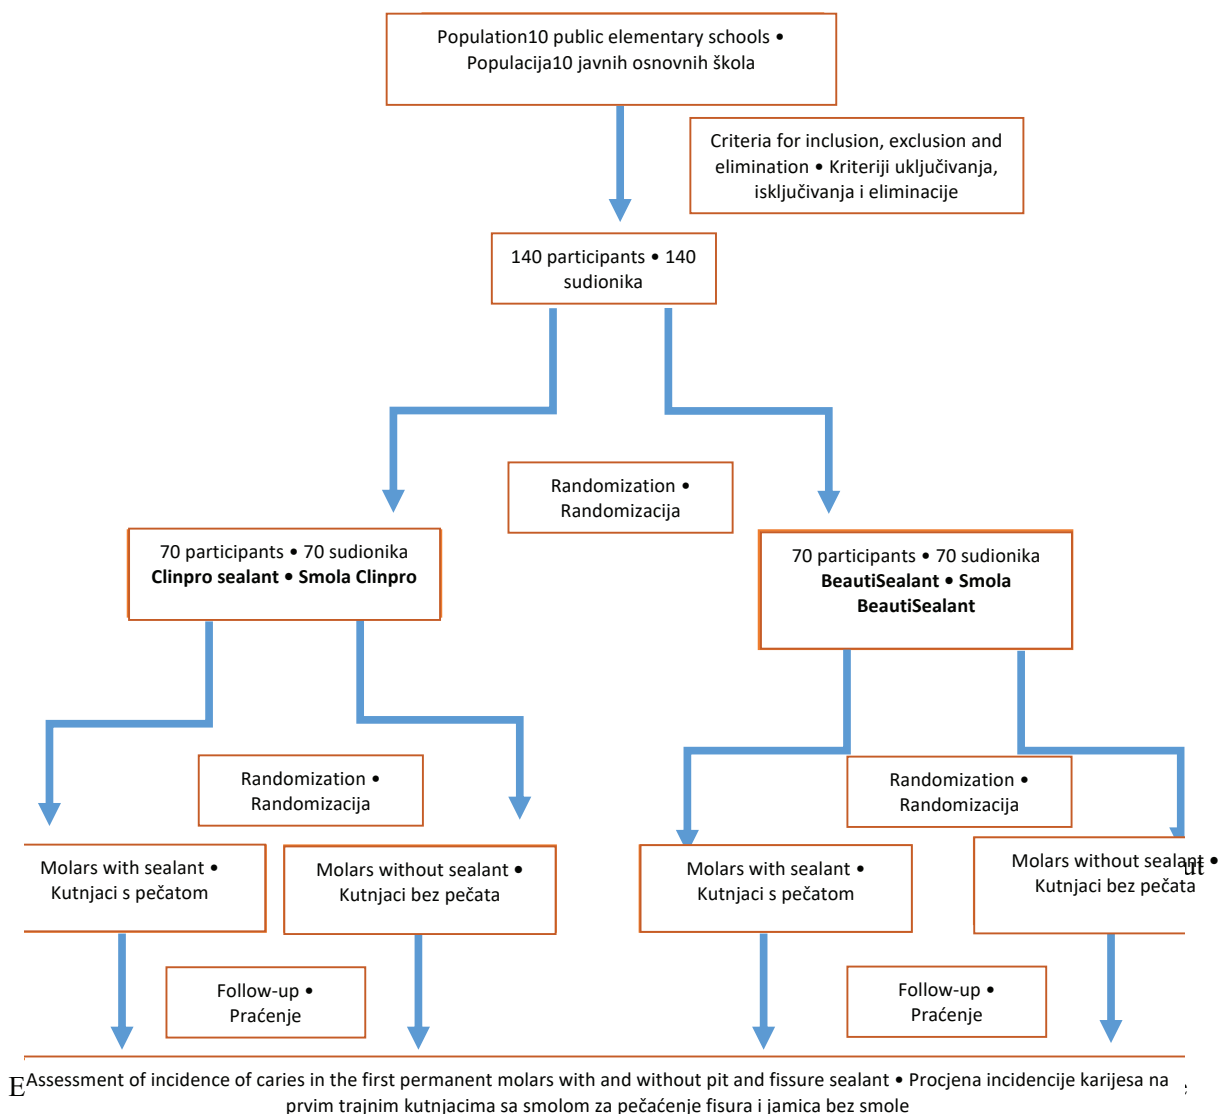 Population10 public elementary schools •
Populacija10 javnih osnovnih škola
Criteria for inclusion, exclusion and
elimination • Kriteriji uključivanja,
isključivanja i eliminacije
140 participants • 140
sudionika
Randomization •
Randomizacija
70 participants • 70 sudionika
Clinpro sealant • Smola Clinpro
70 participants • 70 sudionika
BeautiSealant • Smola
BeautiSealant
Randomization •
Randomizacija
Randomization •
Randomizacija
Molars with sealant •
Kutnjaci s pečatom
Molars without sealant •
Kutnjaci bez pečata
Molars with sealant •
Kutnjaci s pečatom
Molars without sealant •
Kutnjaci bez pečata
Follow-up •
Praćenje
Follow-up •
Praćenje
E
Assessment of incidence of caries in the first permanent molars with and without pit and fissure sealant • Procjena incidencije karijesa na
prvim trajnim kutnjacima sa smolom za pečaćenje fisura i jamica bez smole